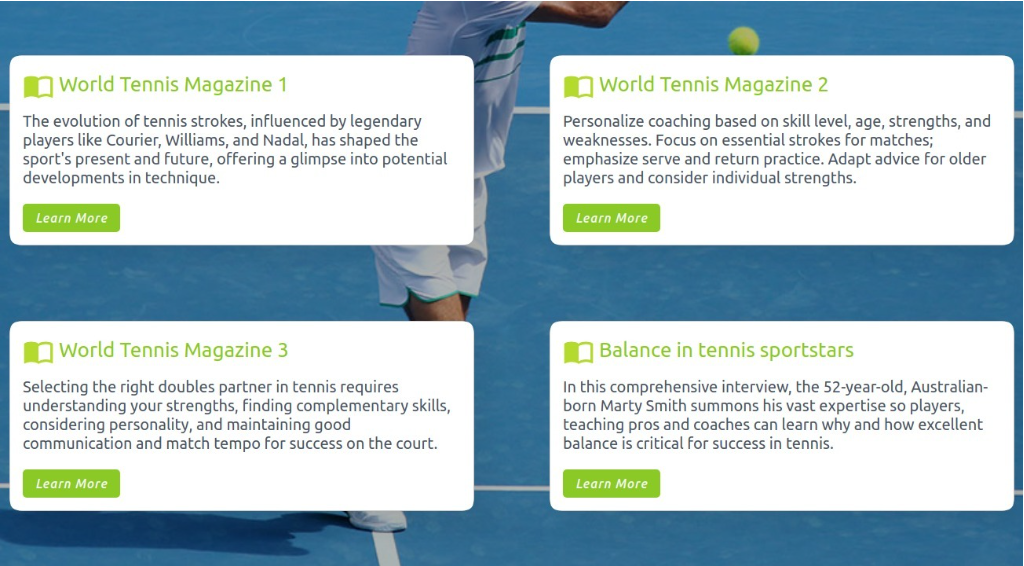 World Tennis Magazine 1
The evolution of tennis strokes, influenced by legendary
players like Courier, Williams, and Nadal, has shaped the
sport's present and future, offering a glimpse into potential
developments in technique.
Learn More
World Tennis Magazine 2
Personalize coaching based on skill level, age, strengths, and
weaknesses. Focus on essential strokes for matches;
emphasize serve and return practice. Adapt advice for older
players and consider individual strengths.
Learn More
World Tennis Magazine 3
Selecting the right doubles partner in tennis requires
understanding your strengths, finding complementary skills,
considering personality, and maintaining good
communication and match tempo for success on the court.
Learn More
Balance in tennis sportstars
In this comprehensive interview, the 52-year-old, Australian-
born Marty Smith summons his vast expertise so players,
teaching pros and coaches can learn why and how excellent
balance is critical for success in tennis.
Learn More